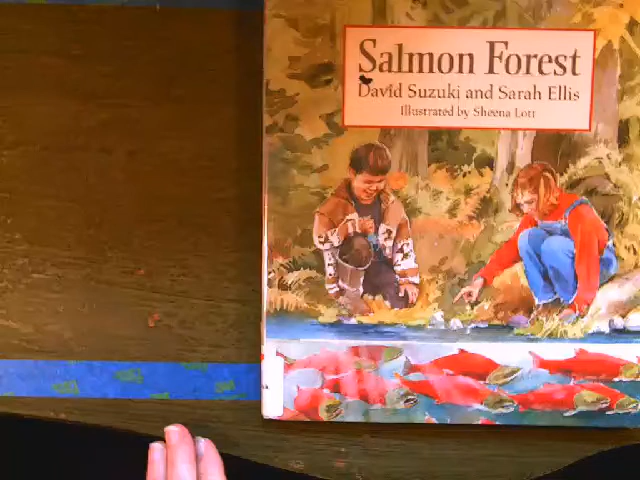 Salmon Forest
David Suzuki and Sarah Ellis
Illustrated by Sheena Lott